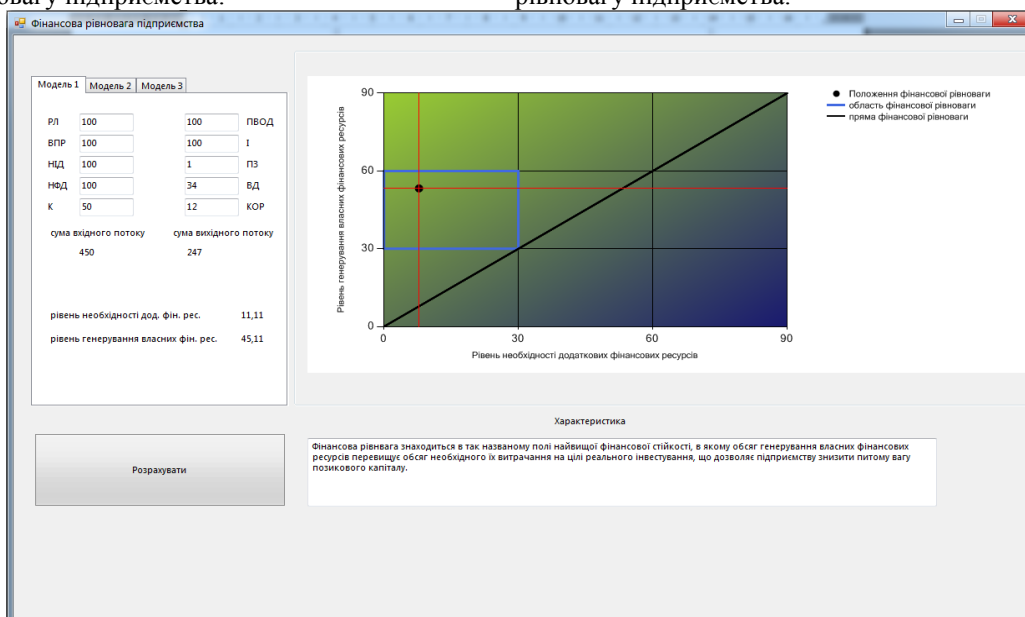 рівновагу підприємства.
Фінансова рівновага підприємства
Модель 1 Модель 2 Модель 3
РЛ 100 100 ПВОД
ВПР 100 100 І
НІД 100 1 ПЗ
НФД 100 34 ВД
К 50 12 КОР
сума вхідного потоку сума вихідного потоку
450 247
рівень необхідності дод. фін. рес. 11,11
рівень генерування власних фін. рес. 45,11
Розрахувати
Рівень генерування власних фінансових ресурсів
90
60
30
0
0 30 60 90
Рівень необхідності додаткових фінансових ресурсів
Положення фінансової рівноваги
область фінансової рівноваги
пряма фінансової рівноваги
Характеристика
Фінансова рівнвага знаходиться в так названому полі найвищої фінансової стійкості, в якому обсяг генерування власних фінансових
ресурсів перевищує обсяг необхідного їх витрачання на цілі реального інвестування, що дозволяє підприємству знизити питому вагу
позикового капіталу.